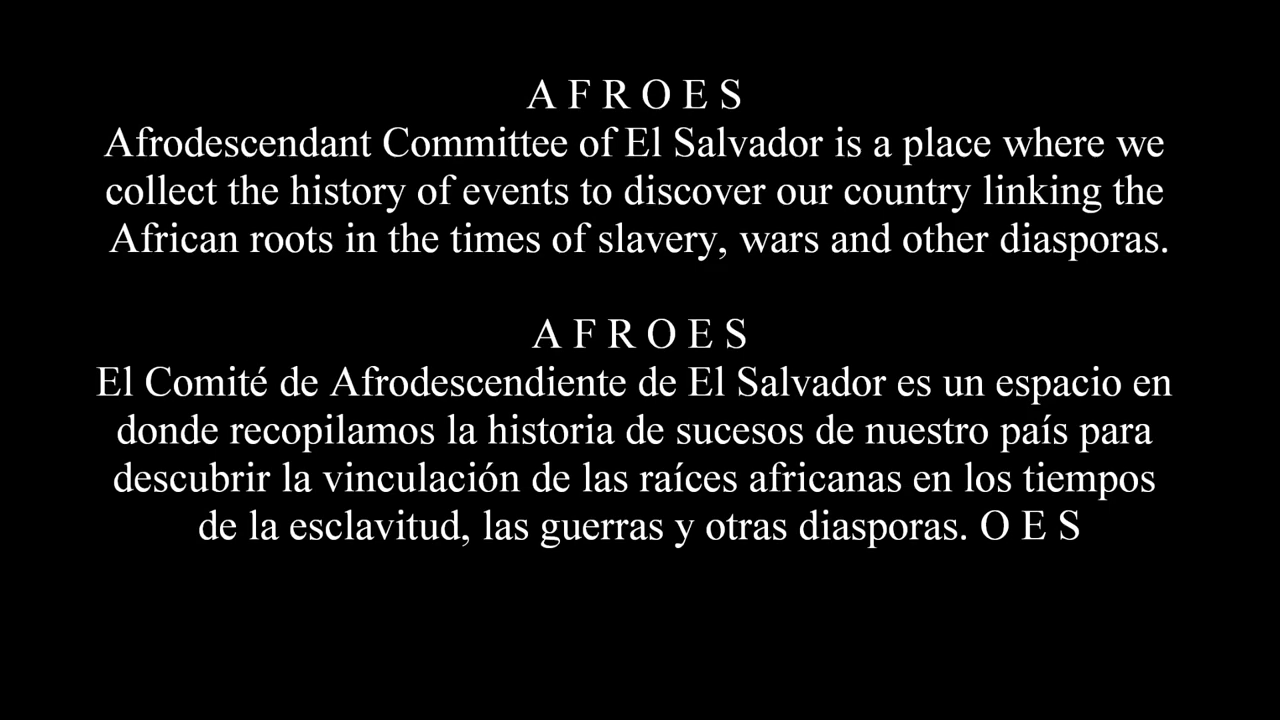 A F R O E S
Afrodescendant Committee of El Salvador is a place where we
collect the history of events to discover our country linking the
African roots in the times of slavery, wars and other diasporas.
A F R O E S
El Comité de Afrodescendiente de El Salvador es un espacio en
donde recopilamos la historia de sucesos de nuestro país para
descubrir la vinculación de las raíces africanas en los tiempos
de la esclavitud, las guerras y otras diasporas. O E S